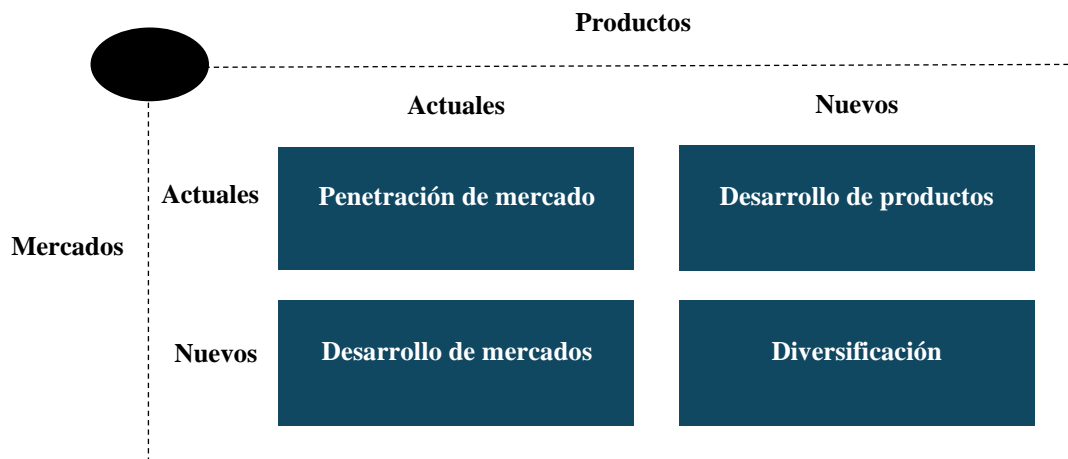 Productos
Actuales
Nuevos
Actuales
Penetración de mercado
Desarrollo de productos
Mercados
Nuevos
Desarrollo de mercados
Diversificación